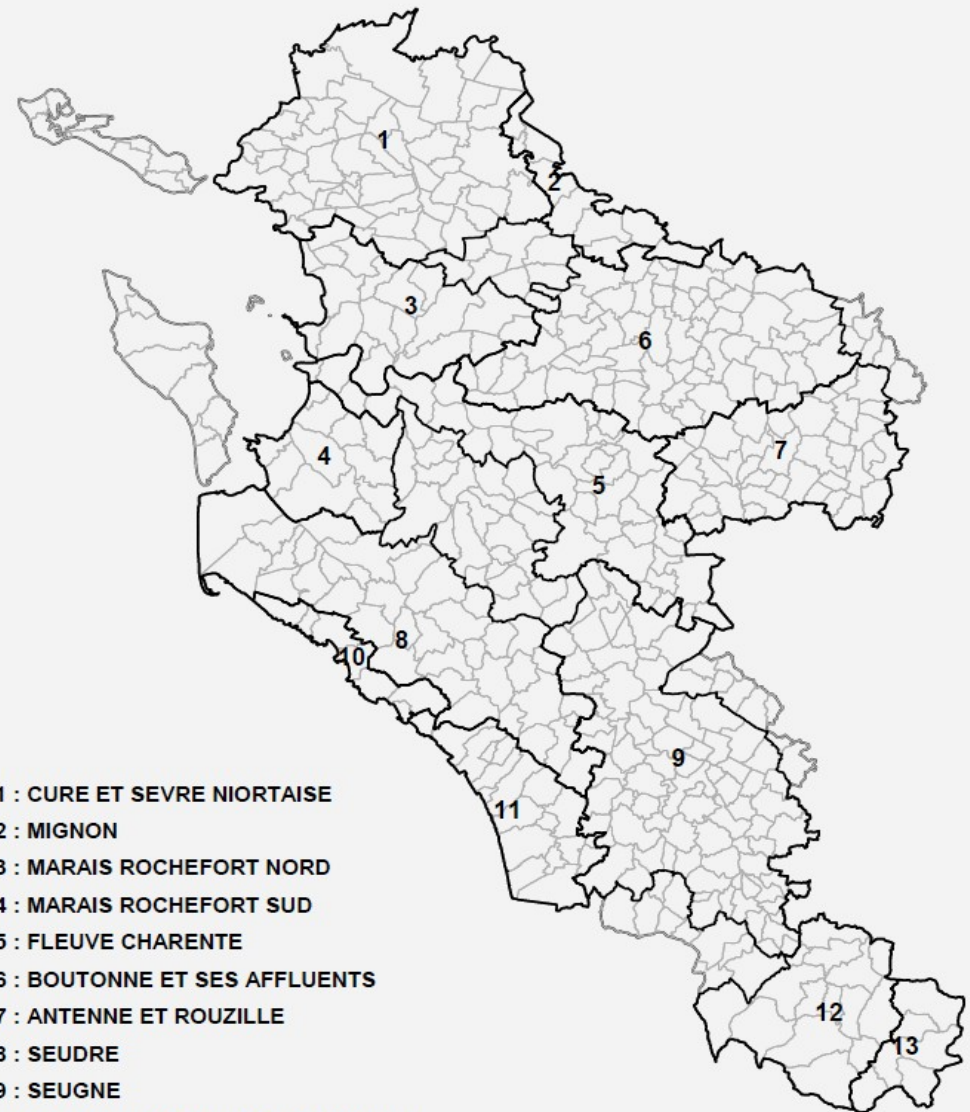 1
2
3
6
7
4
5
8
10
9
11
12
13
1 : CURE ET SEVRE NIORTAISE
2 : MIGNON
3 : MARAIS ROCHEFORT NORD
4 : MARAIS ROCHEFORT SUD
5 : FLEUVE CHARENTE
6 : BOUTONNE ET SES AFFLUENTS
7 : ANTENNE ET ROUZILLE
8 : SEUDRE
9 : SEUGNE